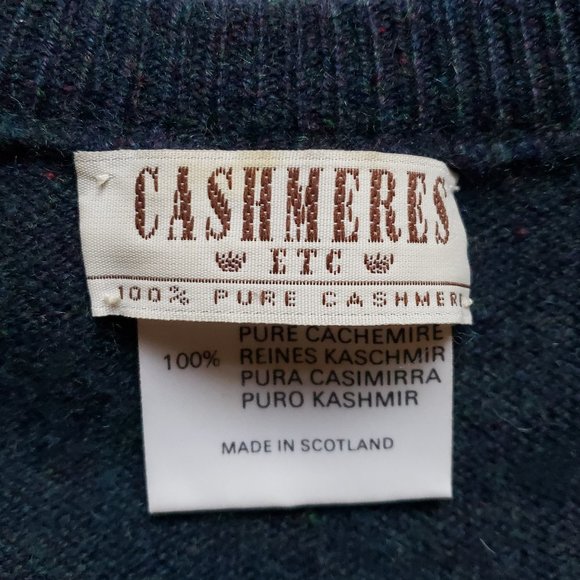 CASHMERES
ETC
100% PURE CASHMERE
PURE CACHEMIRE
100% REINES KASCHMIR
PURA CASIMIRRA
PURO KASHMIR
MADE IN SCOTLAND